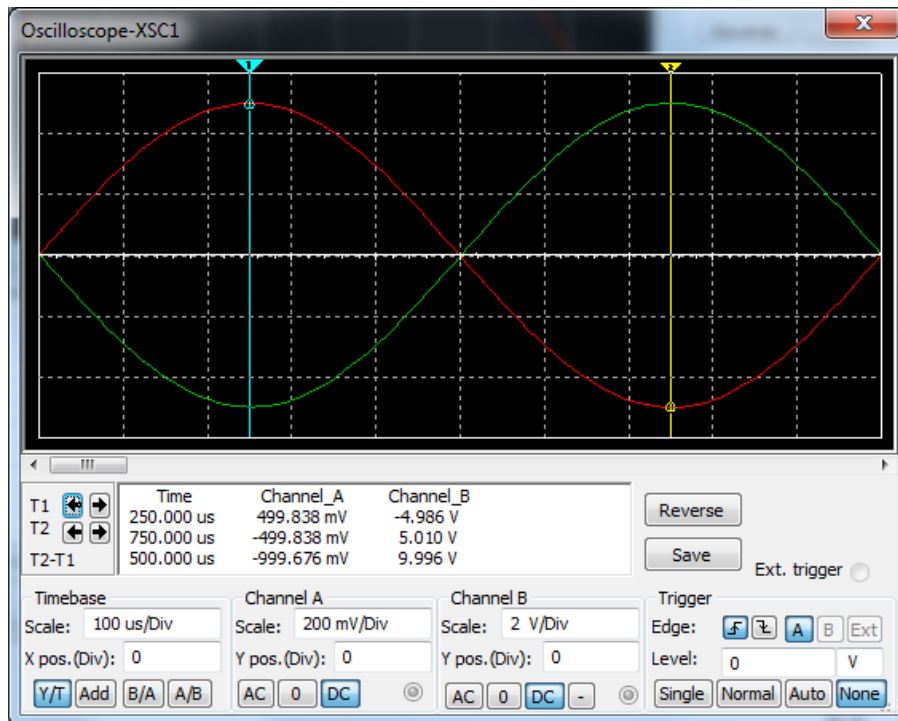 Oscilloscope-XSC1
1 2
T1
T2
T2-T1
Time Channel_A Channel_B
250.000 us 499.838 mV -4.986 V
750.000 us -499.838 mV 5.010 V
500.000 us -999.676 mV 9.996 V
Reverse
Save
Ext. trigger
Timebase
Scale: 100 us/Div
X pos.(Div): 0
Y/T Add B/A A/B
Channel A
Scale: 200 mV/Div
Y pos.(Div): 0
AC 0 DC
Channel B
Scale: 2 V/Div
Y pos.(Div): 0
AC 0 DC -
Trigger
Edge: A B Ext
Level: 0 V
Single Normal Auto None